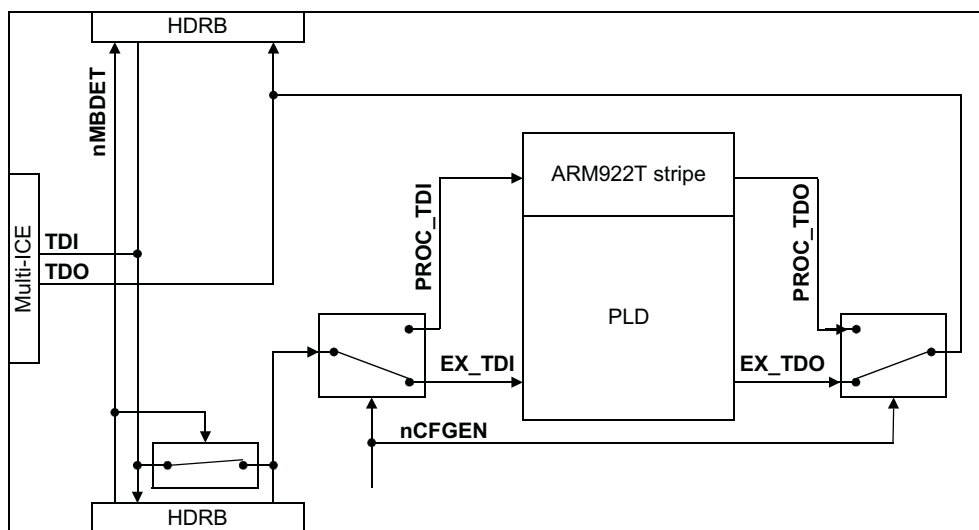 HDRB
nMBDET
Multi-ICE
TDI
TDO
PROC_TDI
ARM922T stripe
PROC_TDO
PLD
EX_TDI
EX_TDO
nCFGEN
HDRB